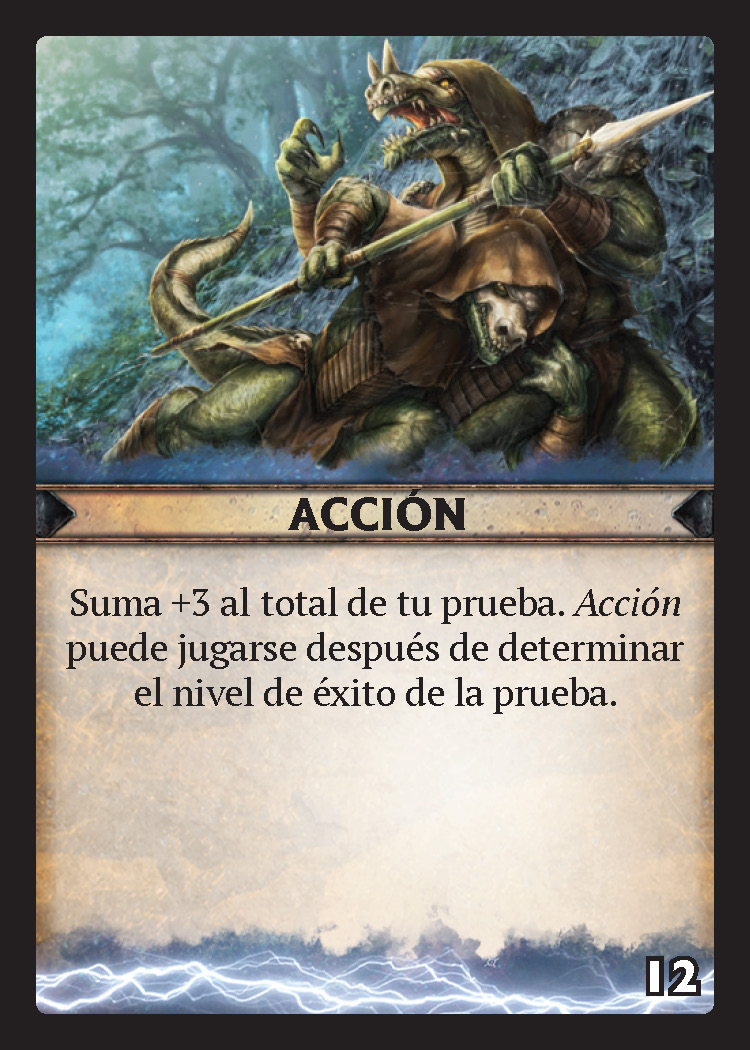 ACCIÓN
Suma +3 al total de tu prueba. Acción
puede jugarse después de determinar
el nivel de éxito de la prueba.
12